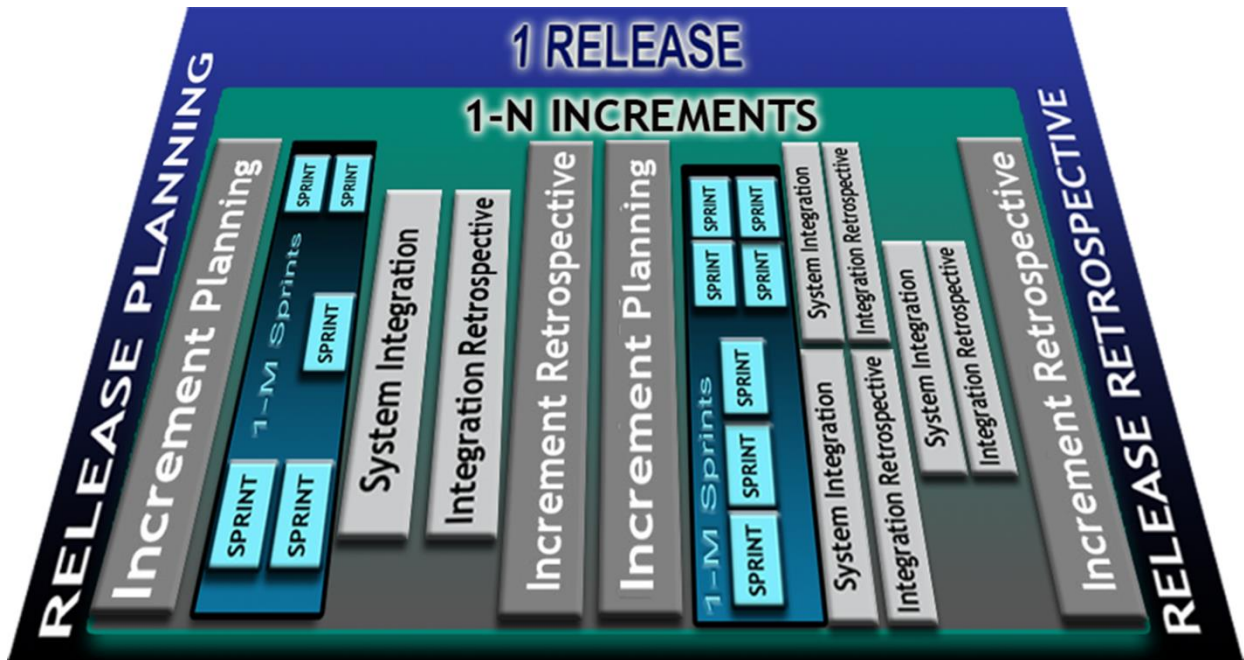 1 RELEASE
1-N INCREMENTS
RELEASE PLANNING
Increment Planning
1-M Sprints
SPRINT
SPRINT
SPRINT
SPRINT
SPRINT
System Integration
Integration Retrospective
Increment Retrospective
Increment Planning
1-M Sprints
SPRINT
SPRINT
SPRINT
SPRINT
SPRINT
SPRINT
SPRINT
System Integration
Integration Retrospective
System Integration
Integration Retrospective
System Integration
Integration Retrospective
Increment Retrospective
RELEASE RETROSPECTIVE